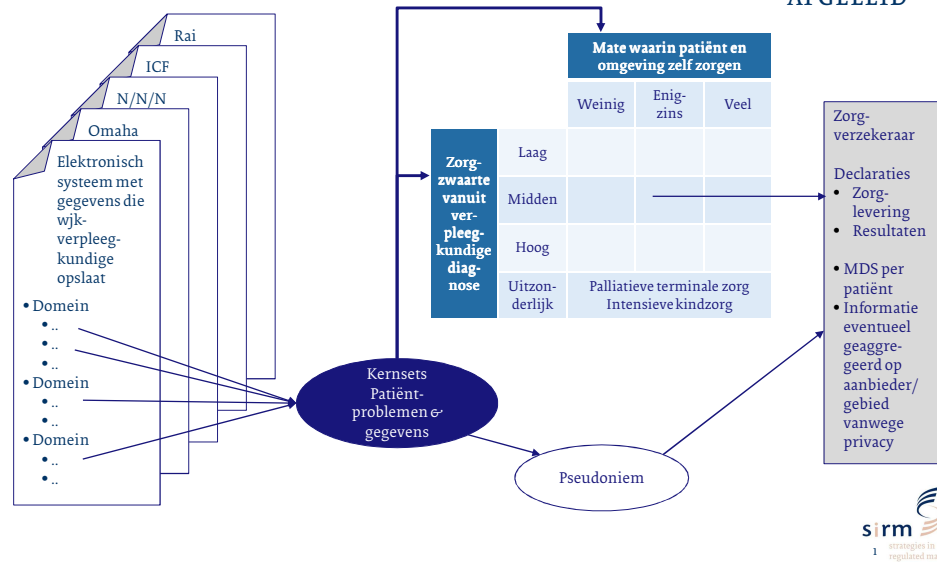 AFGELEID
Rai
ICF
N/N/N
Omaha
Elektronisch
systeem met
gegevens die
wjk-
verpleeg-
kundige
opslaat
• Domein
• ..
• ..
• ..
• Domein
• ..
• ..
• Domein
• ..
• ..
Kernsets
Patiënt-
problemen &
gegevens
Pseudoniem
Mate waarin patiënt en
omgeving zelf zorgen
Weinig
Enig-
zins
Veel
Zorg-
zwaarte
vanuit
ver-
pleeg-
kundige
diag-
nose
Laag
Midden
Hoog
Uitzon-
derlijk
Palliatieve terminale zorg
Intensieve kindzorg
Zorg-
verzekeraar
Declaraties
• Zorg-
levering
• Resultaten
• MDS per
patiënt
• Informatie
eventueel
geaggre-
geerd op
aanbieder/
gebied
vanwege
privacy
sirm
strategies in
regulated ma
1